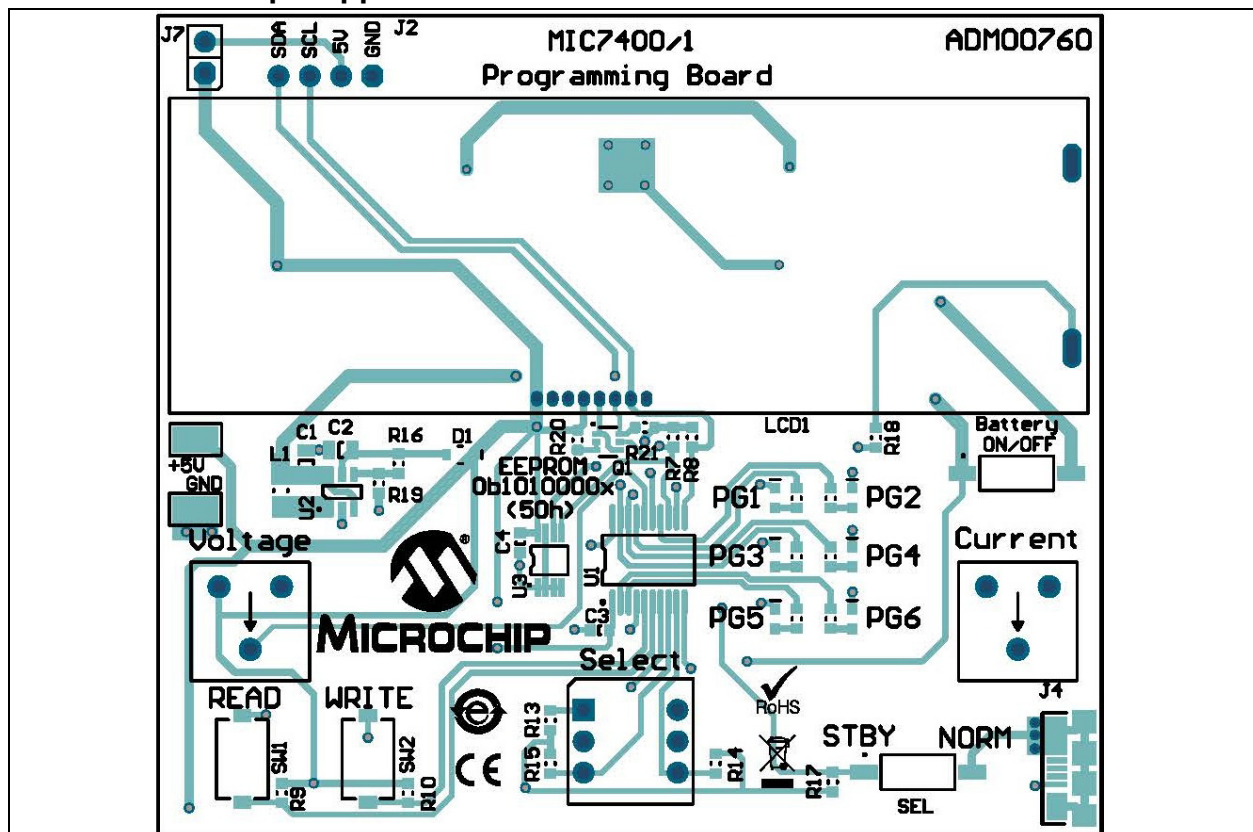 J7
SDA
SCL
5V
GND
J2
MIC7400/1
Programming Board
ADM00760
R20
LCD1
R18
Battery
ON/OFF
C1
C2
R16
D1
L1
+5V
GND
U2
R19
EEPROM
0b1010000x
(50h)
Q1
R21
R7
R8
PG1
PG2
Voltage
C4
U3
U1
PG3
PG4
Current
®
MICROCHIP
C3
PG5
PG6
Select
READ
WRITE
e
CE
R13
R15
R14
RoHS
J4
STBY
NORM
SW1
SW2
R9
R10
R17
SEL